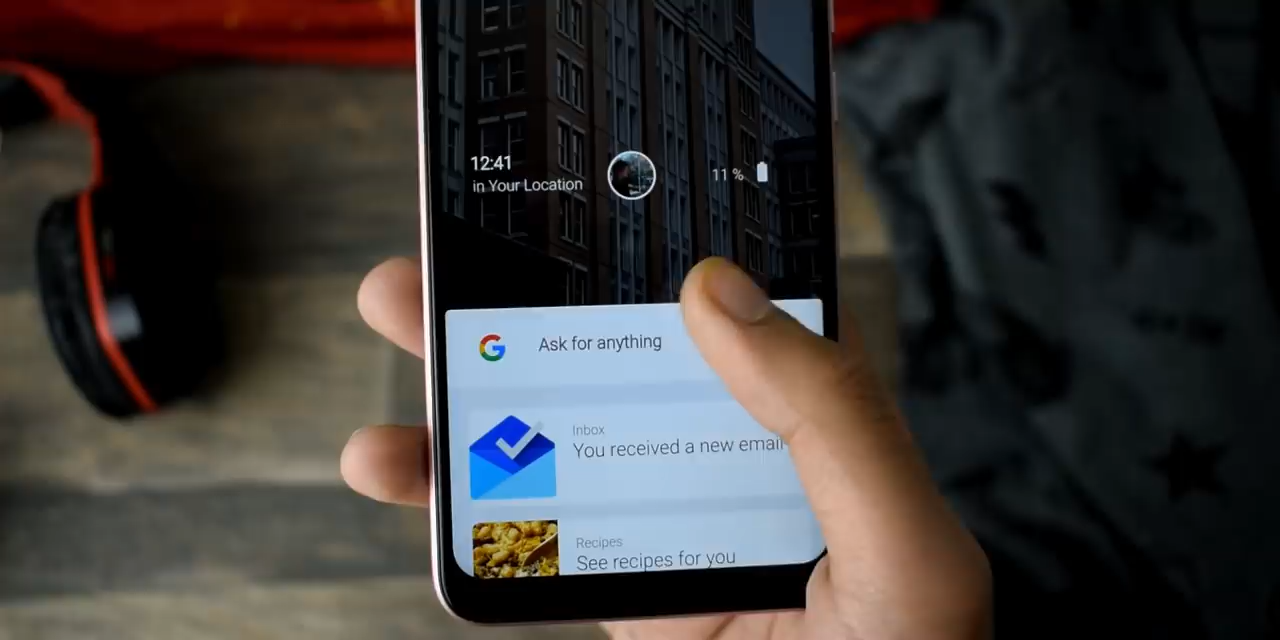 12:41
in Your Location
11 %
Ask for anything
Inbox
You received a new email
Recipes
See recipes for you